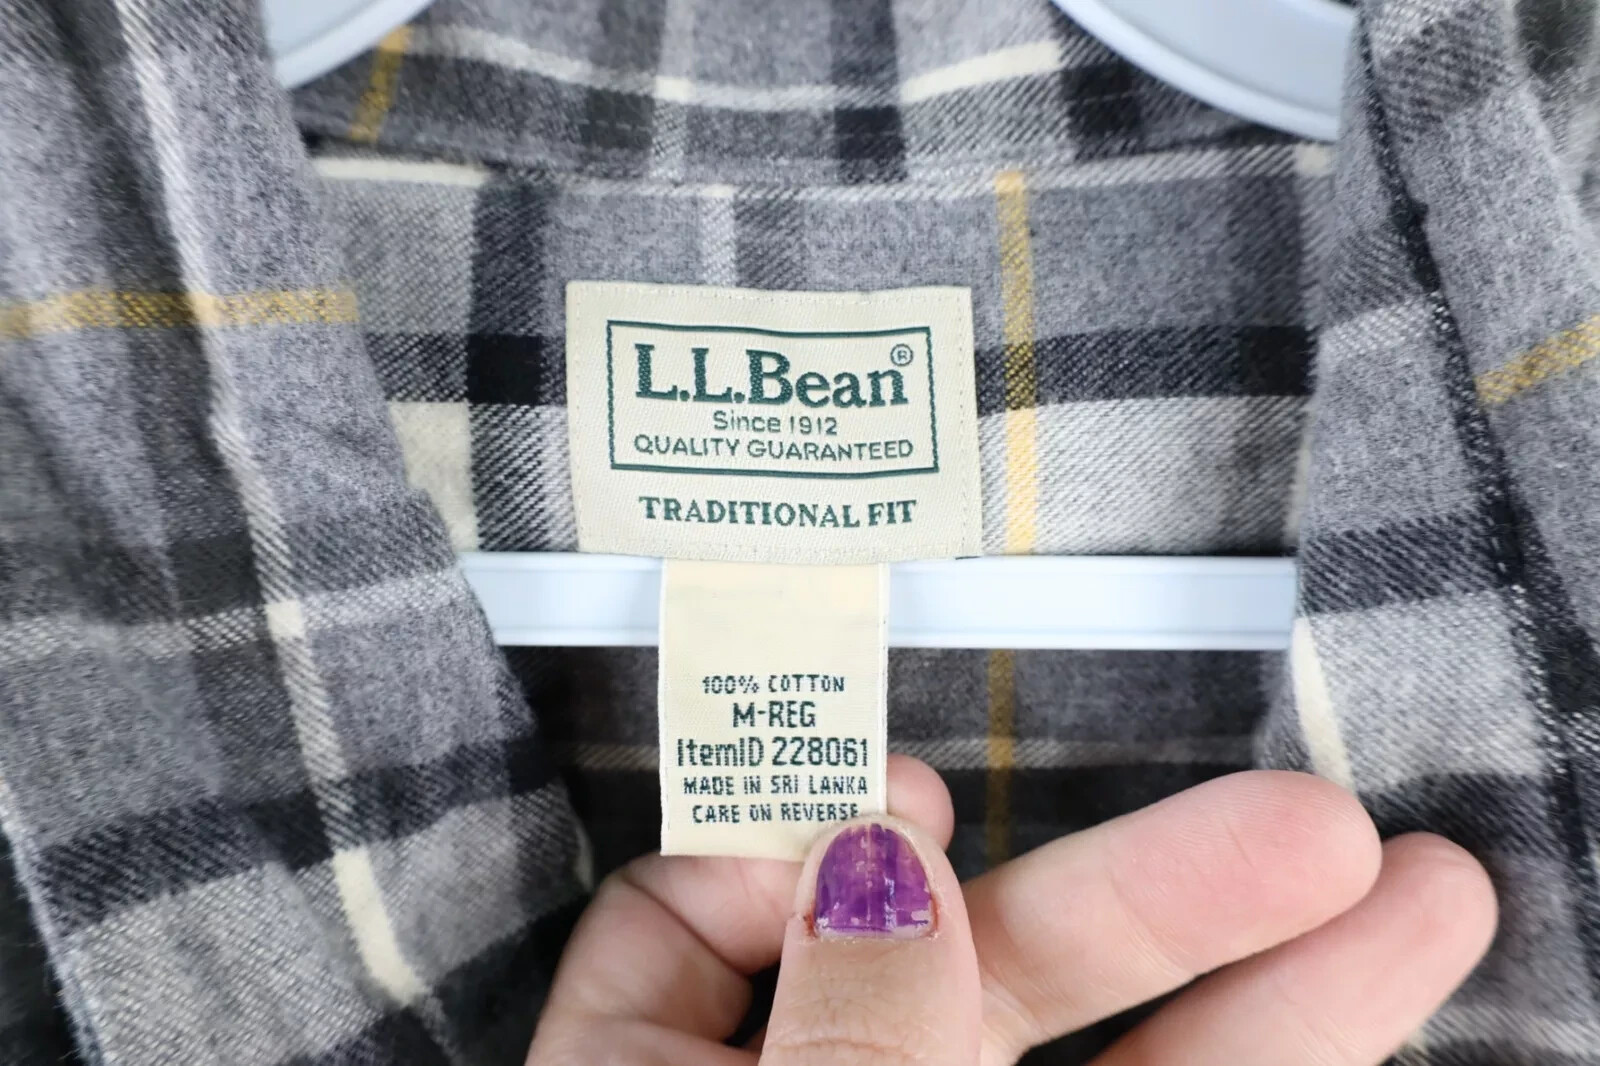 L.L.Bean®
Since 1912
QUALITY GUARANTEED
TRADITIONAL FIT
100% COTTON
M-REG
ItemID 228061
MADE IN SRI LANKA
CARE ON REVERSE